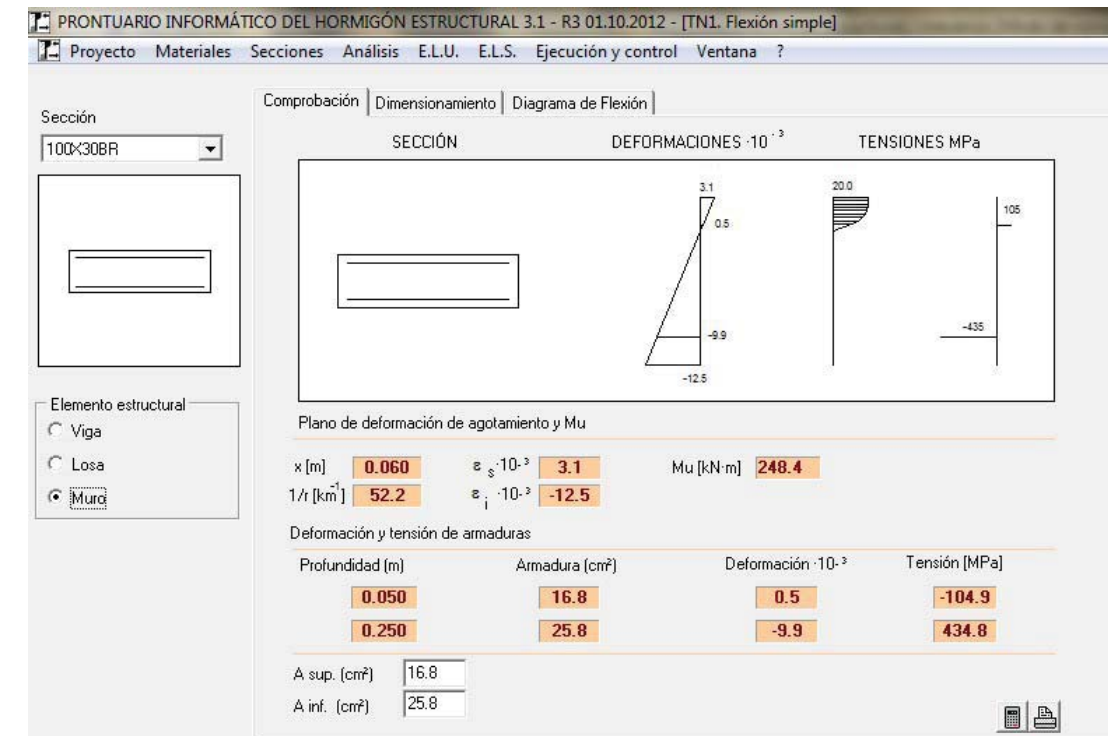 PRONTUARIO INFORMÁTICO DEL HORMIGÓN ESTRUCTURAL 3.1 - R3 01.10.2012 - [TN1. Flexión simple]
Proyecto Materiales Secciones Análisis E.L.U. E.L.S. Ejecución y control Ventana ?
Comprobación Dimensionamiento Diagrama de Flexión
Sección
100X30BR
SECCIÓN DEFORMACIONES ·10⁻³ TENSIONES MPa
3.1 20.0
105
0.5
-435
-9.9
-12.5
Elemento estructural
Viga
Losa
Muro
Plano de deformación de agotamiento y Mu
x [m] 0.060 ε s ·10-³ 3.1 Mu [kN·m] 248.4
1/r [km-1] 52.2 ε i ·10-³ -12.5
Deformación y tensión de armaduras
Profundidad (m) Armadura (cm²) Deformación ·10-³ Tensión [MPa]
0.050 16.8 0.5 -104.9
0.250 25.8 -9.9 434.8
A sup. (cm²) 16.8
A inf. (cm²) 25.8